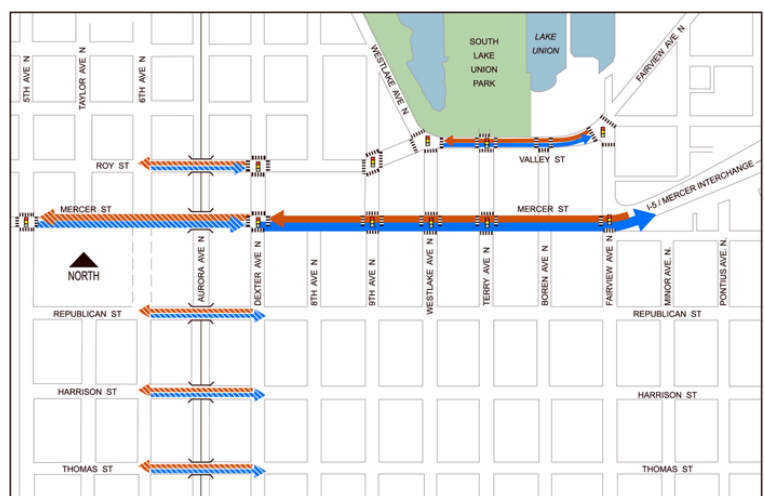 5TH AVE N
TAYLOR AVE N
6TH AVE N
WESTLAKE AVE N
SOUTH
LAKE
UNION
PARK
LAKE
UNION
FAIRVIEW AVE N
ROY ST
VALLEY ST
MERCER ST
MERCER ST
I-5 / MERCER INTERCHANGE
NORTH
AURORA AVE N
DEXTER AVE N
8TH AVE N
9TH AVE N
WESTLAKE AVE N
TERRY AVE N
BOREN AVE N
FAIRVIEW AVE N
MINOR AVE. N.
PONTIUS AVE. N.
REPUBLICAN ST
REPUBLICAN ST
HARRISON ST
HARRISON ST
THOMAS ST
THOMAS ST